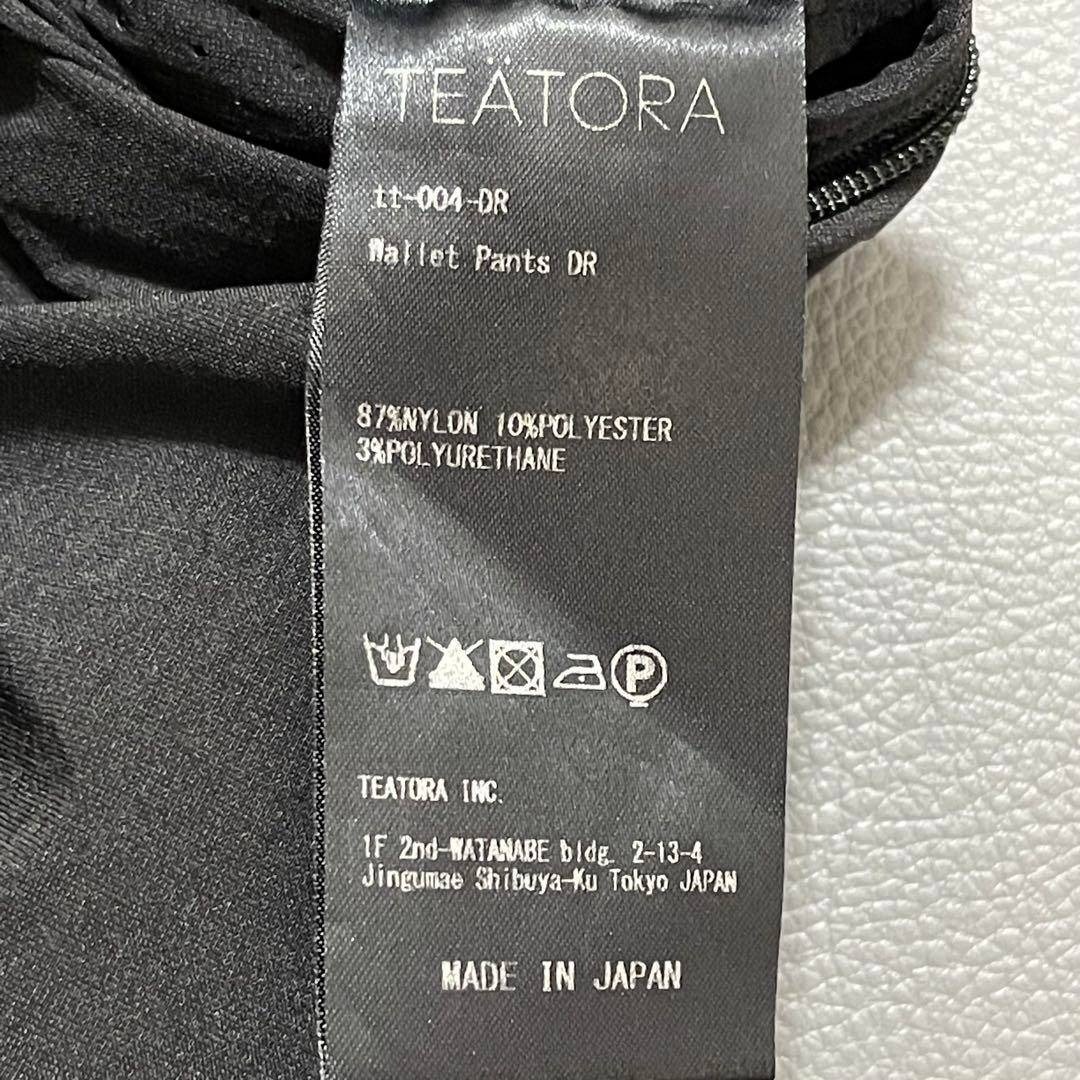 TEÄTORA
tt-004-DR
Wallet Pants DR
87%NYLON 10%POLYESTER
3%POLYURETHANE
P
TEATORA INC.
1F 2nd-WATANABE bldg. 2-13-4
Jingumae Shibuya-Ku Tokyo JAPAN
MADE IN JAPAN